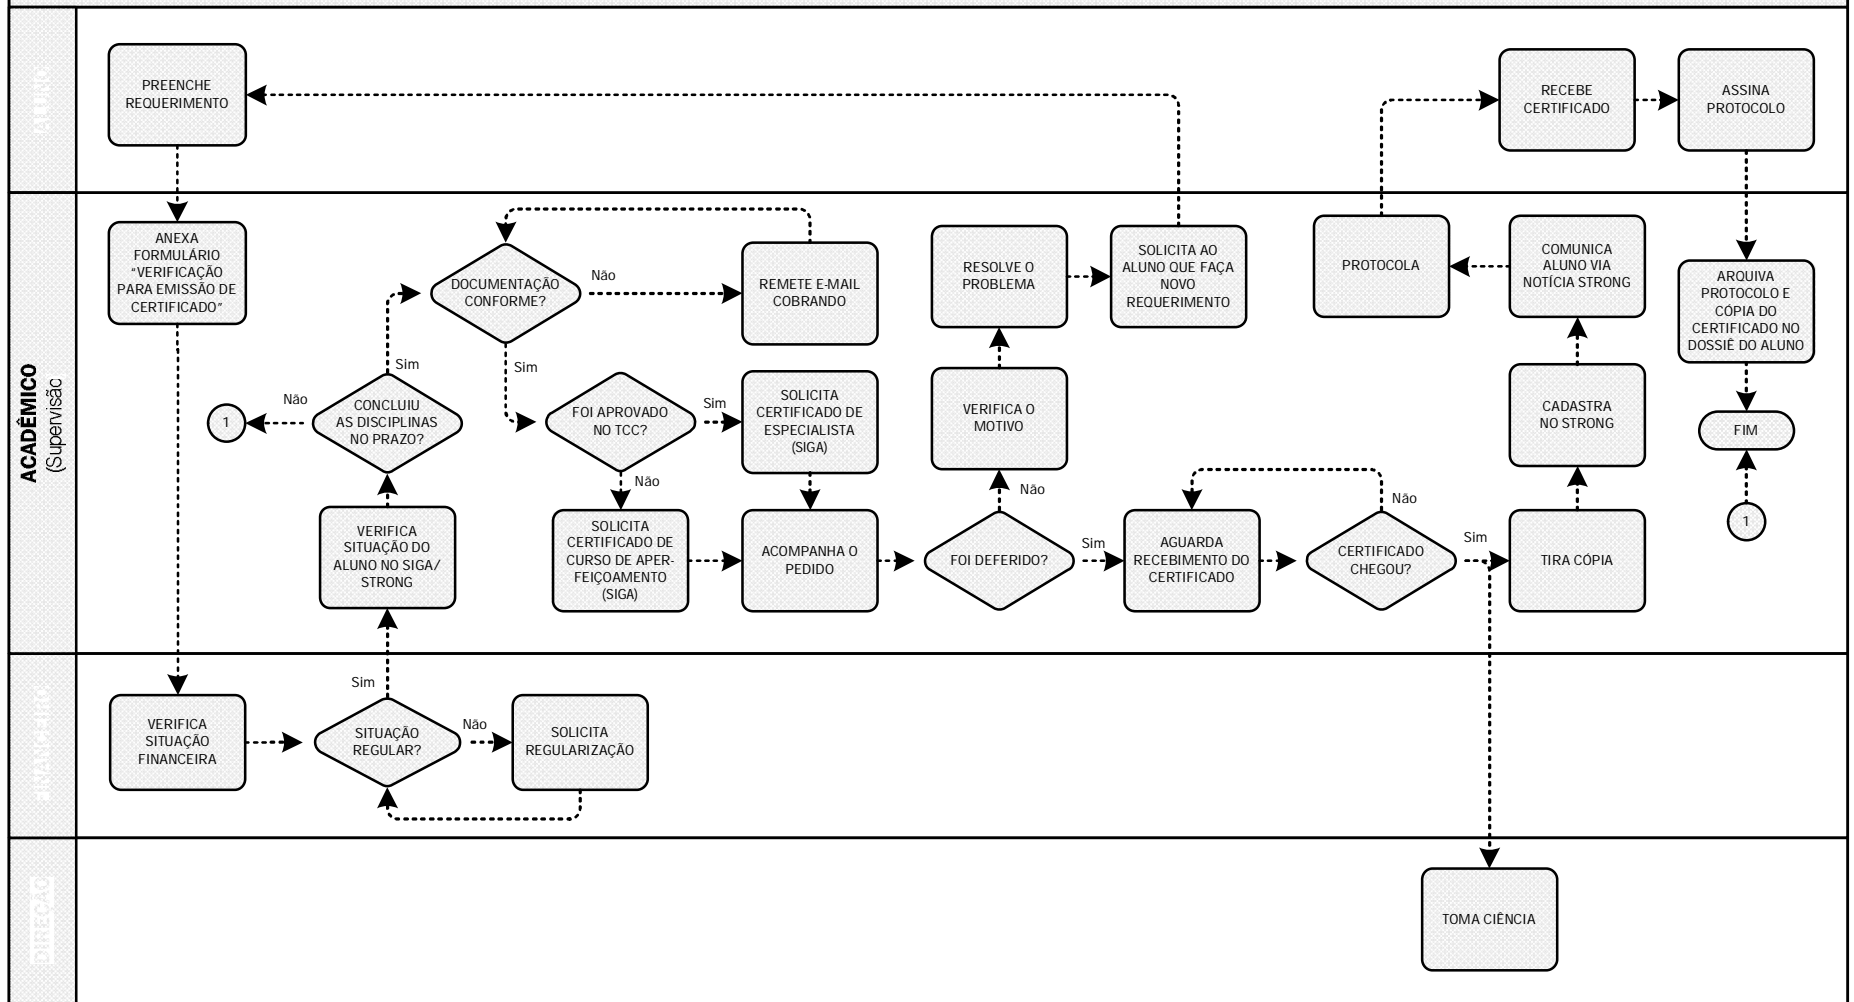 ALUNO
PREENCHE
REQUERIMENTO
RECEBE
CERTIFICADO
ASSINA
PROTOCOLO
ACADÊMICO
(Supervisão)
ANEXA
FORMULÁRIO
“VERIFICAÇÃO
PARA EMISSÃO DE
CERTIFICADO”
DOCUMENTAÇÃO
CONFORME?
Não
REMETE E-MAIL
COBRANDO
RESOLVE O
PROBLEMA
SOLICITA AO
ALUNO QUE FAÇA
NOVO
REQUERIMENTO
PROTOCOLA
COMUNICA
ALUNO VIA
NOTÍCIA STRONG
ARQUIVA
PROTOCOLO E
CÓPIA DO
CERTIFICADO NO
DOSSIÊ DO ALUNO
Sim
Sim
1
Não
CONCLUIU
AS DISCIPLINAS
NO PRAZO?
FOI APROVADO
NO TCC?
Sim
SOLICITA
CERTIFICADO DE
ESPECIALISTA
(SIGA)
VERIFICA O
MOTIVO
CADASTRA
NO STRONG
FIM
Não
Não
Não
VERIFICA
SITUAÇÃO DO
ALUNO NO SIGA/
STRONG
SOLICITA
CERTIFICADO DE
CURSO DE APER-
FEIÇOAMENTO
(SIGA)
ACOMPANHA O
PEDIDO
FOI DEFERIDO?
Sim
AGUARDA
RECEBIMENTO DO
CERTIFICADO
CERTIFICADO
CHEGOU?
Sim
TIRA CÓPIA
1
FINANCEIRO
Sim
VERIFICA
SITUAÇÃO
FINANCEIRA
SITUAÇÃO
REGULAR?
Não
SOLICITA
REGULARIZAÇÃO
DIREÇÃO
TOMA CIÊNCIA